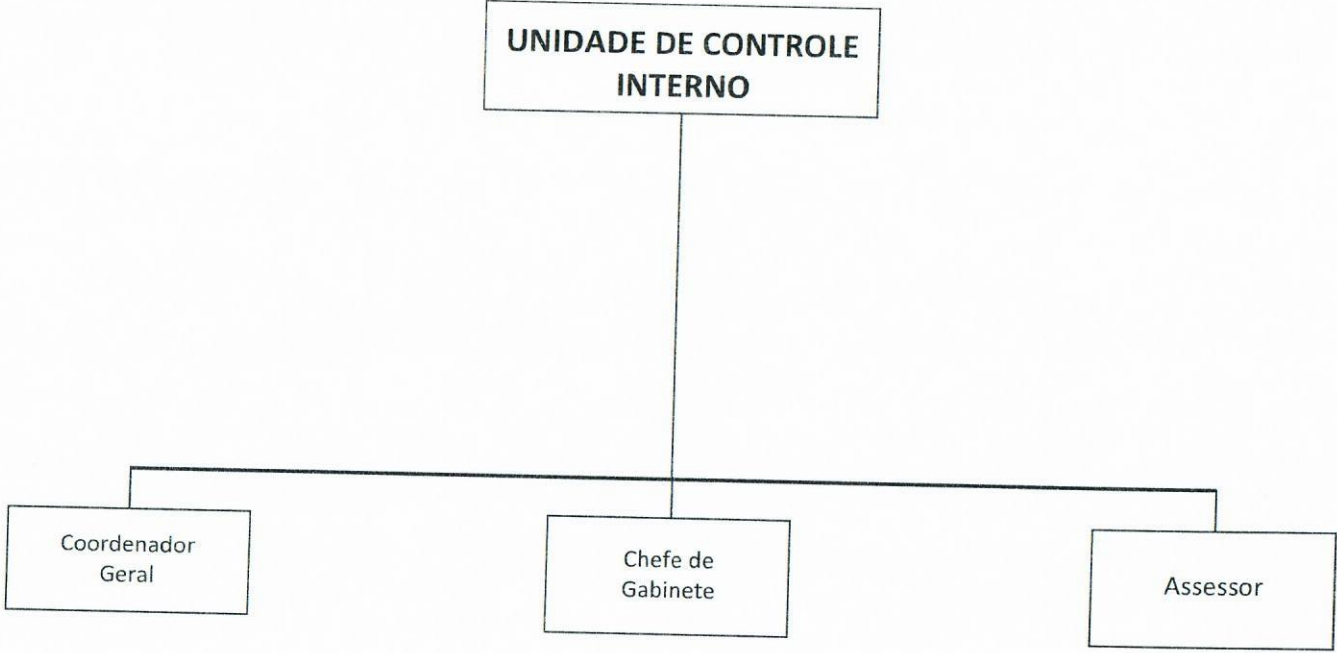 UNIDADE DE CONTROLE
INTERNO
Coordenador
Geral
Chefe de
Gabinete
Assessor